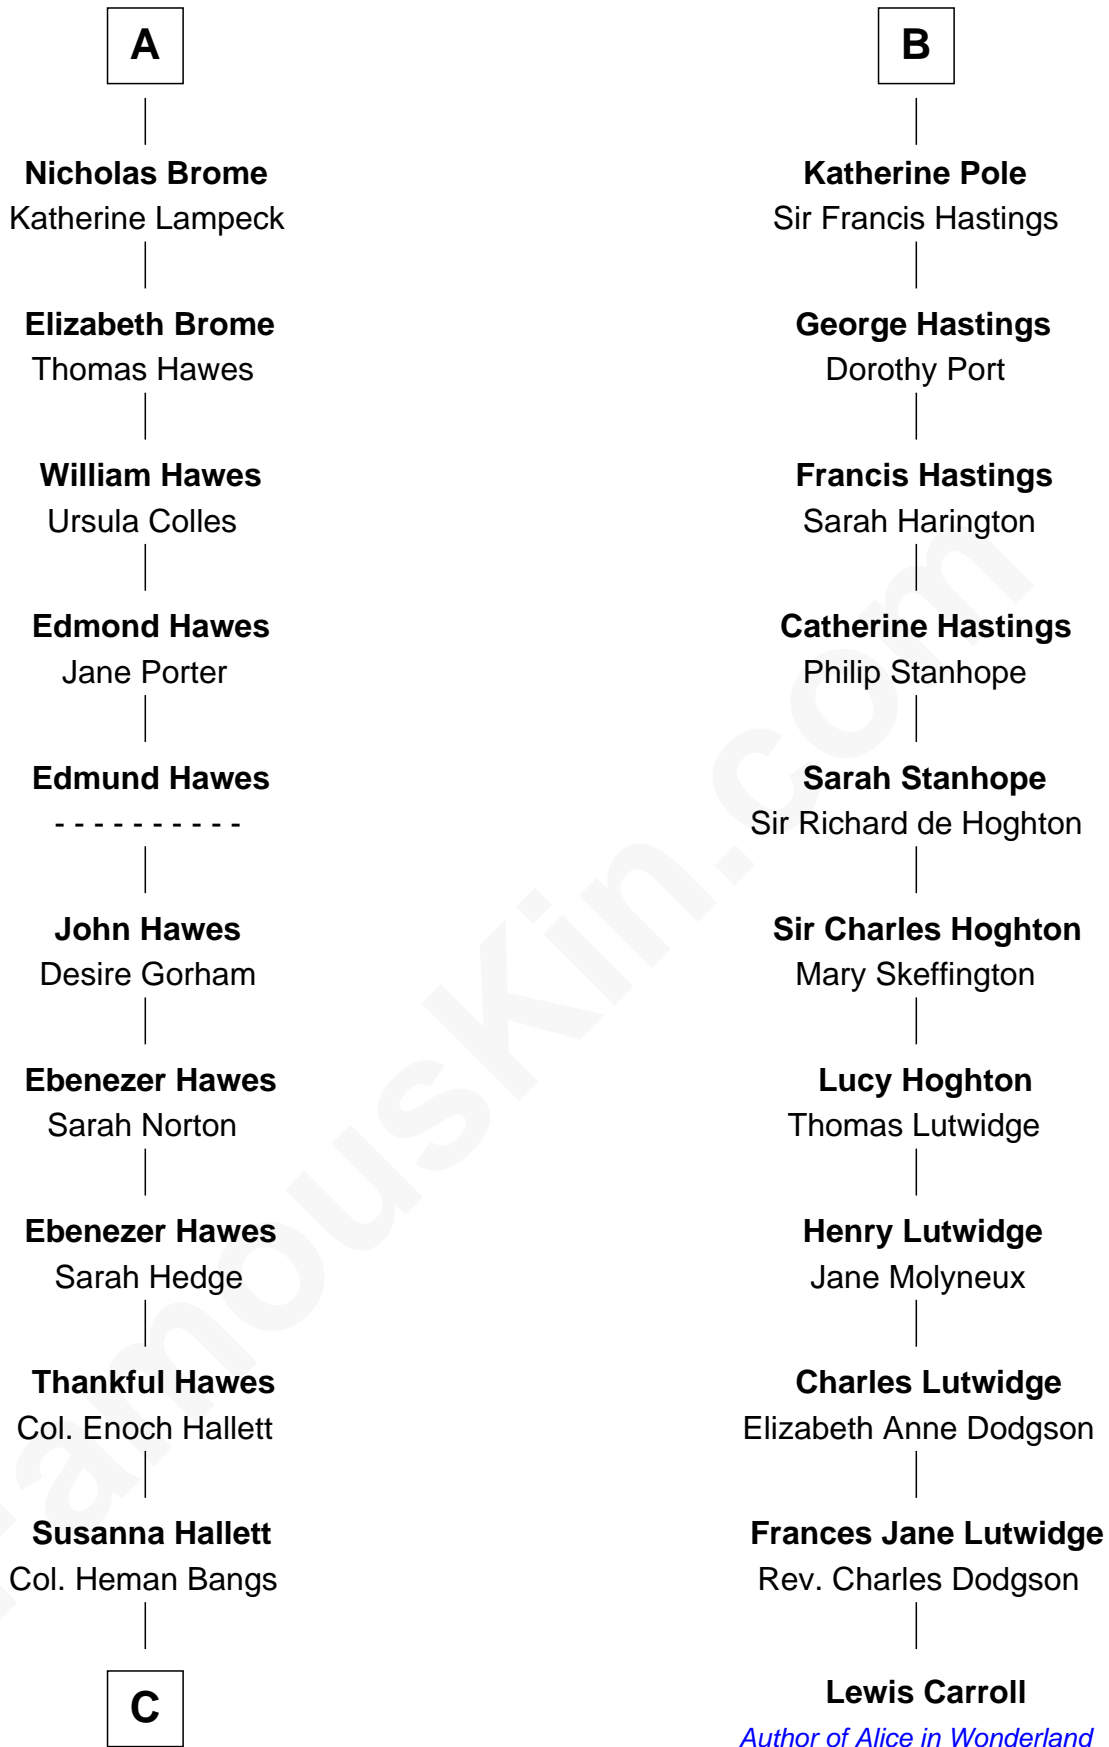 A
Nicholas Brome
Katherine Lampeck
Elizabeth Brome
Thomas Hawes
William Hawes
Ursula Colles
Edmond Hawes
Jane Porter
Edmund Hawes
- - - - - - - - - -
John Hawes
Desire Gorham
Ebenezer Hawes
Sarah Norton
Ebenezer Hawes
Sarah Hedge
Thankful Hawes
Col. Enoch Hallett
Susanna Hallett
Col. Heman Bangs
C
B
Katherine Pole
Sir Francis Hastings
George Hastings
Dorothy Port
Francis Hastings
Sarah Harington
Catherine Hastings
Philip Stanhope
Sarah Stanhope
Sir Richard de Hoghton
Sir Charles Hoghton
Mary Skeffington
Lucy Hoghton
Thomas Lutwidge
Henry Lutwidge
Jane Molyneux
Charles Lutwidge
Elizabeth Anne Dodgson
Frances Jane Lutwidge
Rev. Charles Dodgson
Lewis Carroll
Author of Alice in Wonderland
FamousKin.com